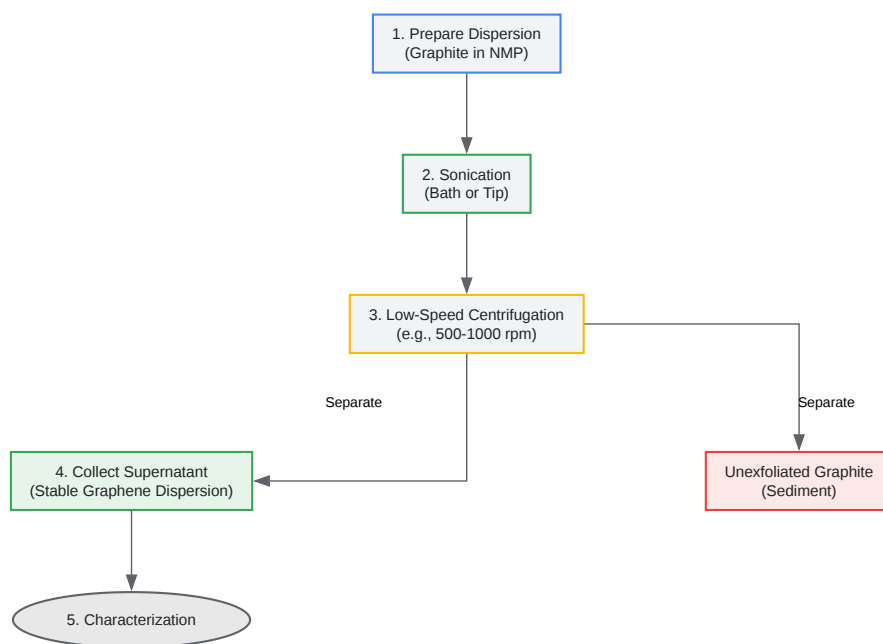 1. Prepare Dispersion
(Graphite in NMP)
2. Sonication
(Bath or Tip)
3. Low-Speed Centrifugation
(e.g., 500-1000 rpm)
Separate
Separate
4. Collect Supernatant
(Stable Graphene Dispersion)
Unexfoliated Graphite
(Sediment)
5. Characterization